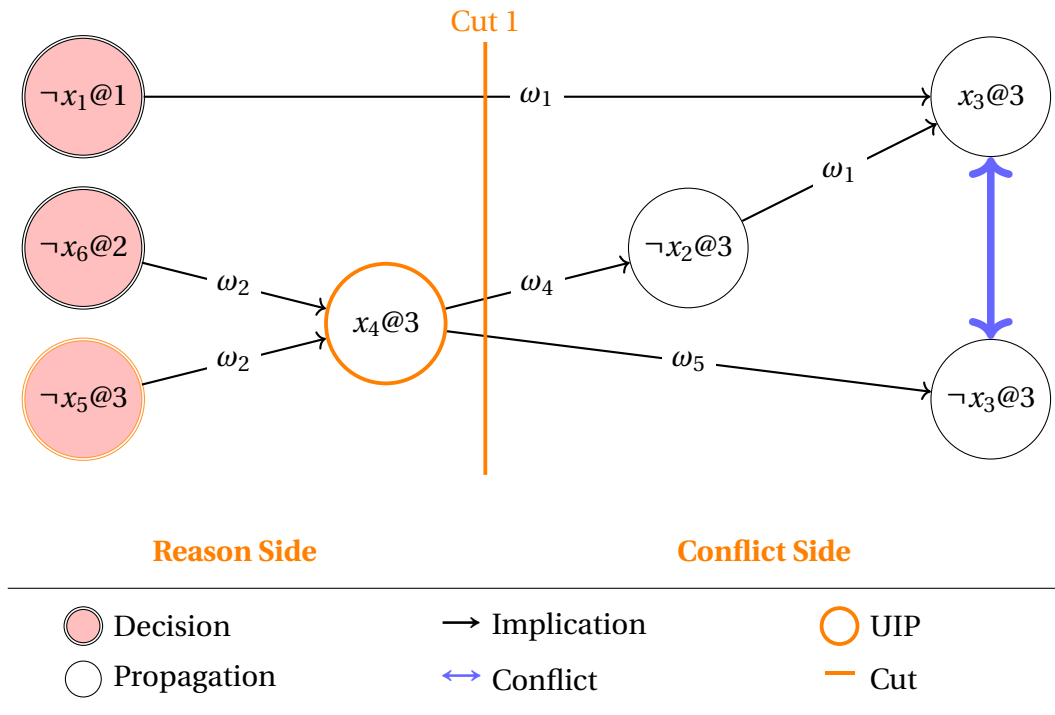 Cut 1
¬x₁@1
ω₁
x₃@3
ω₁
¬x₆@2
¬x₂@3
ω₂
ω₄
x₄@3
ω₂
ω₅
¬x₅@3
¬x₃@3
Reason Side
Conflict Side
Decision
Implication
UIP
Propagation
Conflict
Cut